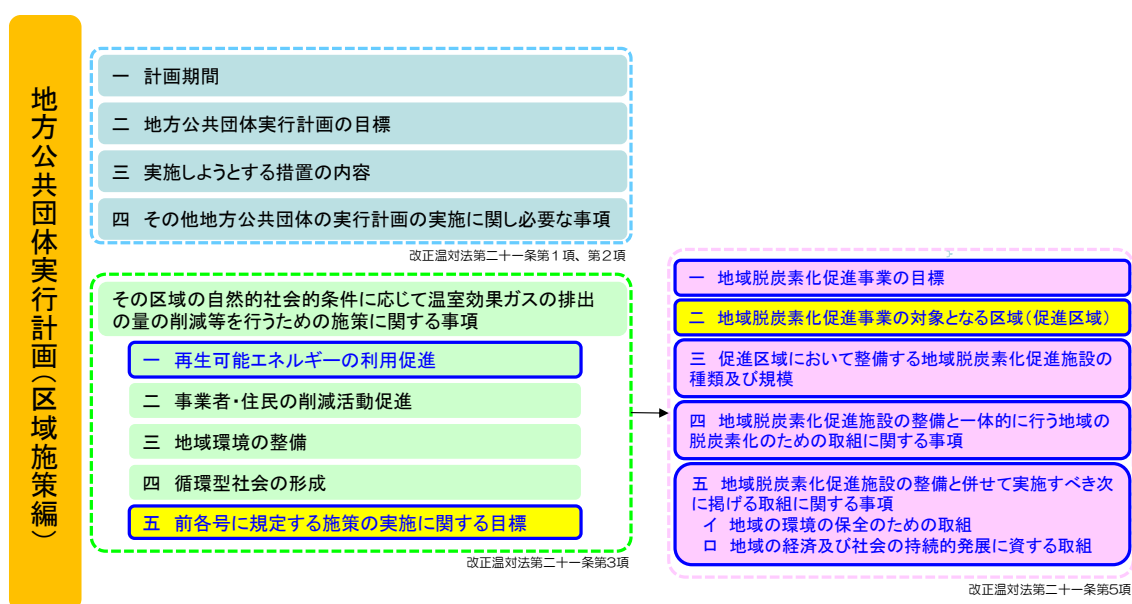 地方公共団体実行計画（区域施策編）
一 計画期間
二 地方公共団体実行計画の目標
三 実施しようとする措置の内容
四 その他地方公共団体の実行計画の実施に関し必要な事項
改正温対法第二十一条第１項、第２項
その区域の自然的社会的条件に応じて温室効果ガスの排出
の量の削減等を行うための施策に関する事項
一 再生可能エネルギーの利用促進
二 事業者・住民の削減活動促進
三 地域環境の整備
四 循環型社会の形成
五 前各号に規定する施策の実施に関する目標
改正温対法第二十一条第3項
一 地域脱炭素化促進事業の目標
二 地域脱炭素化促進事業の対象となる区域（促進区域）
三 促進区域において整備する地域脱炭素化促進施設の
種類及び規模
四 地域脱炭素化促進施設の整備と一体的に行う地域の
脱炭素化のための取組に関する事項
五 地域脱炭素化促進施設の整備と併せて実施すべき次
に掲げる取組に関する事項
イ 地域の環境の保全のための取組
ロ 地域の経済及び社会の持続的発展に資する取組
改正温対法第二十一条第5項